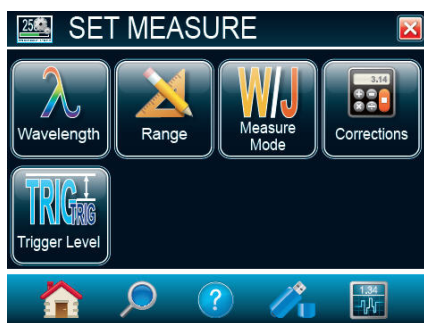 25
SET MEASURE
λ
Wavelength
Range
W/J
Measure
Mode
3.14
Corrections
TRIG
TRIG
Trigger Level
?
1.34